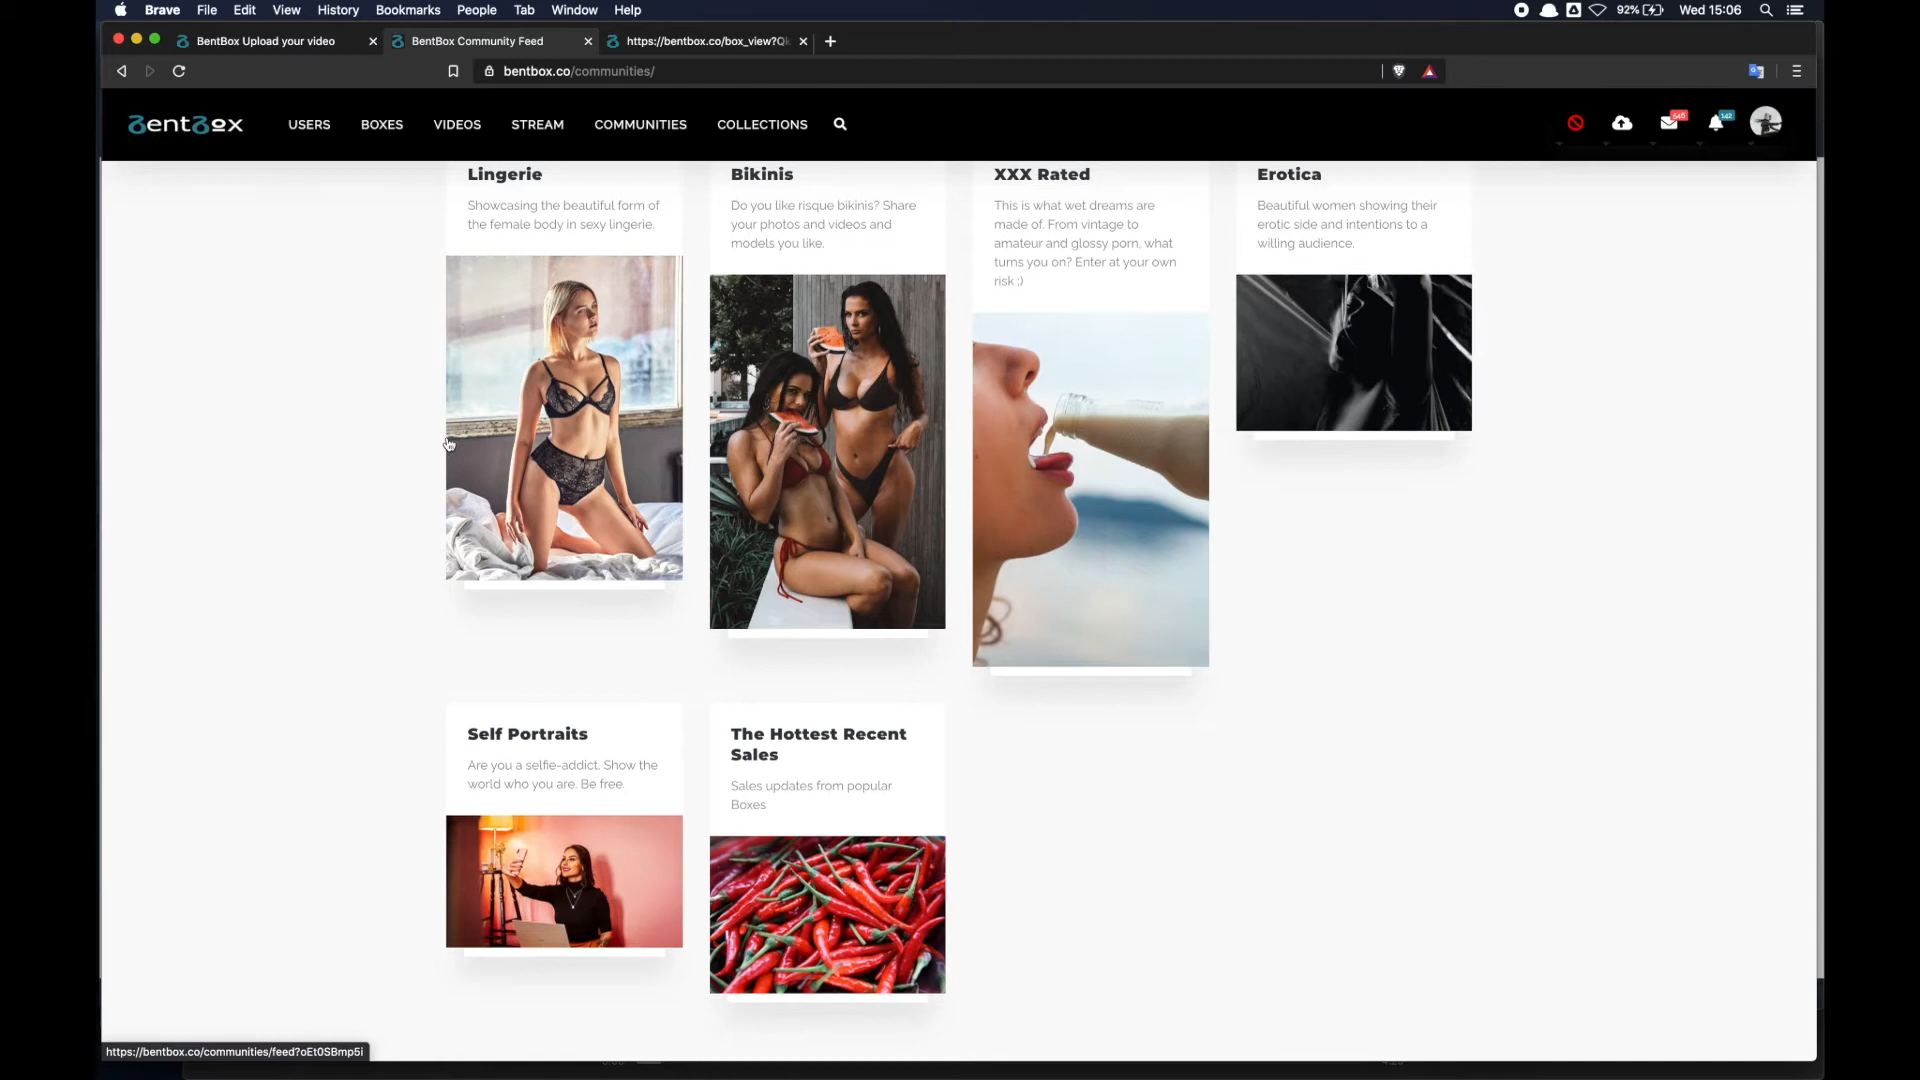 Brave File Edit View History Bookmarks People Tab Window Help
92% Wed 15:06
BentBox Upload your video
BentBox Community Feed
https://bentbox.co/box_view?Qk
bentbox.co/communities/
BentBox USERS BOXES VIDEOS STREAM COMMUNITIES COLLECTIONS
546
142
Lingerie
Showcasing the beautiful form of
the female body in sexy lingerie.
Bikinis
Do you like risque bikinis? Share
your photos and videos and
models you like.
XXX Rated
This is what wet dreams are
made of. From vintage to
amateur and glossy porn, what
turns you on? Enter at your own
risk ;)
Erotica
Beautiful women showing their
erotic side and intentions to a
willing audience.
Self Portraits
Are you a selfie-addict. Show the
world who you are. Be free.
The Hottest Recent
Sales
Sales updates from popular
Boxes
https://bentbox.co/communities/feed?oEt0SBmp5i